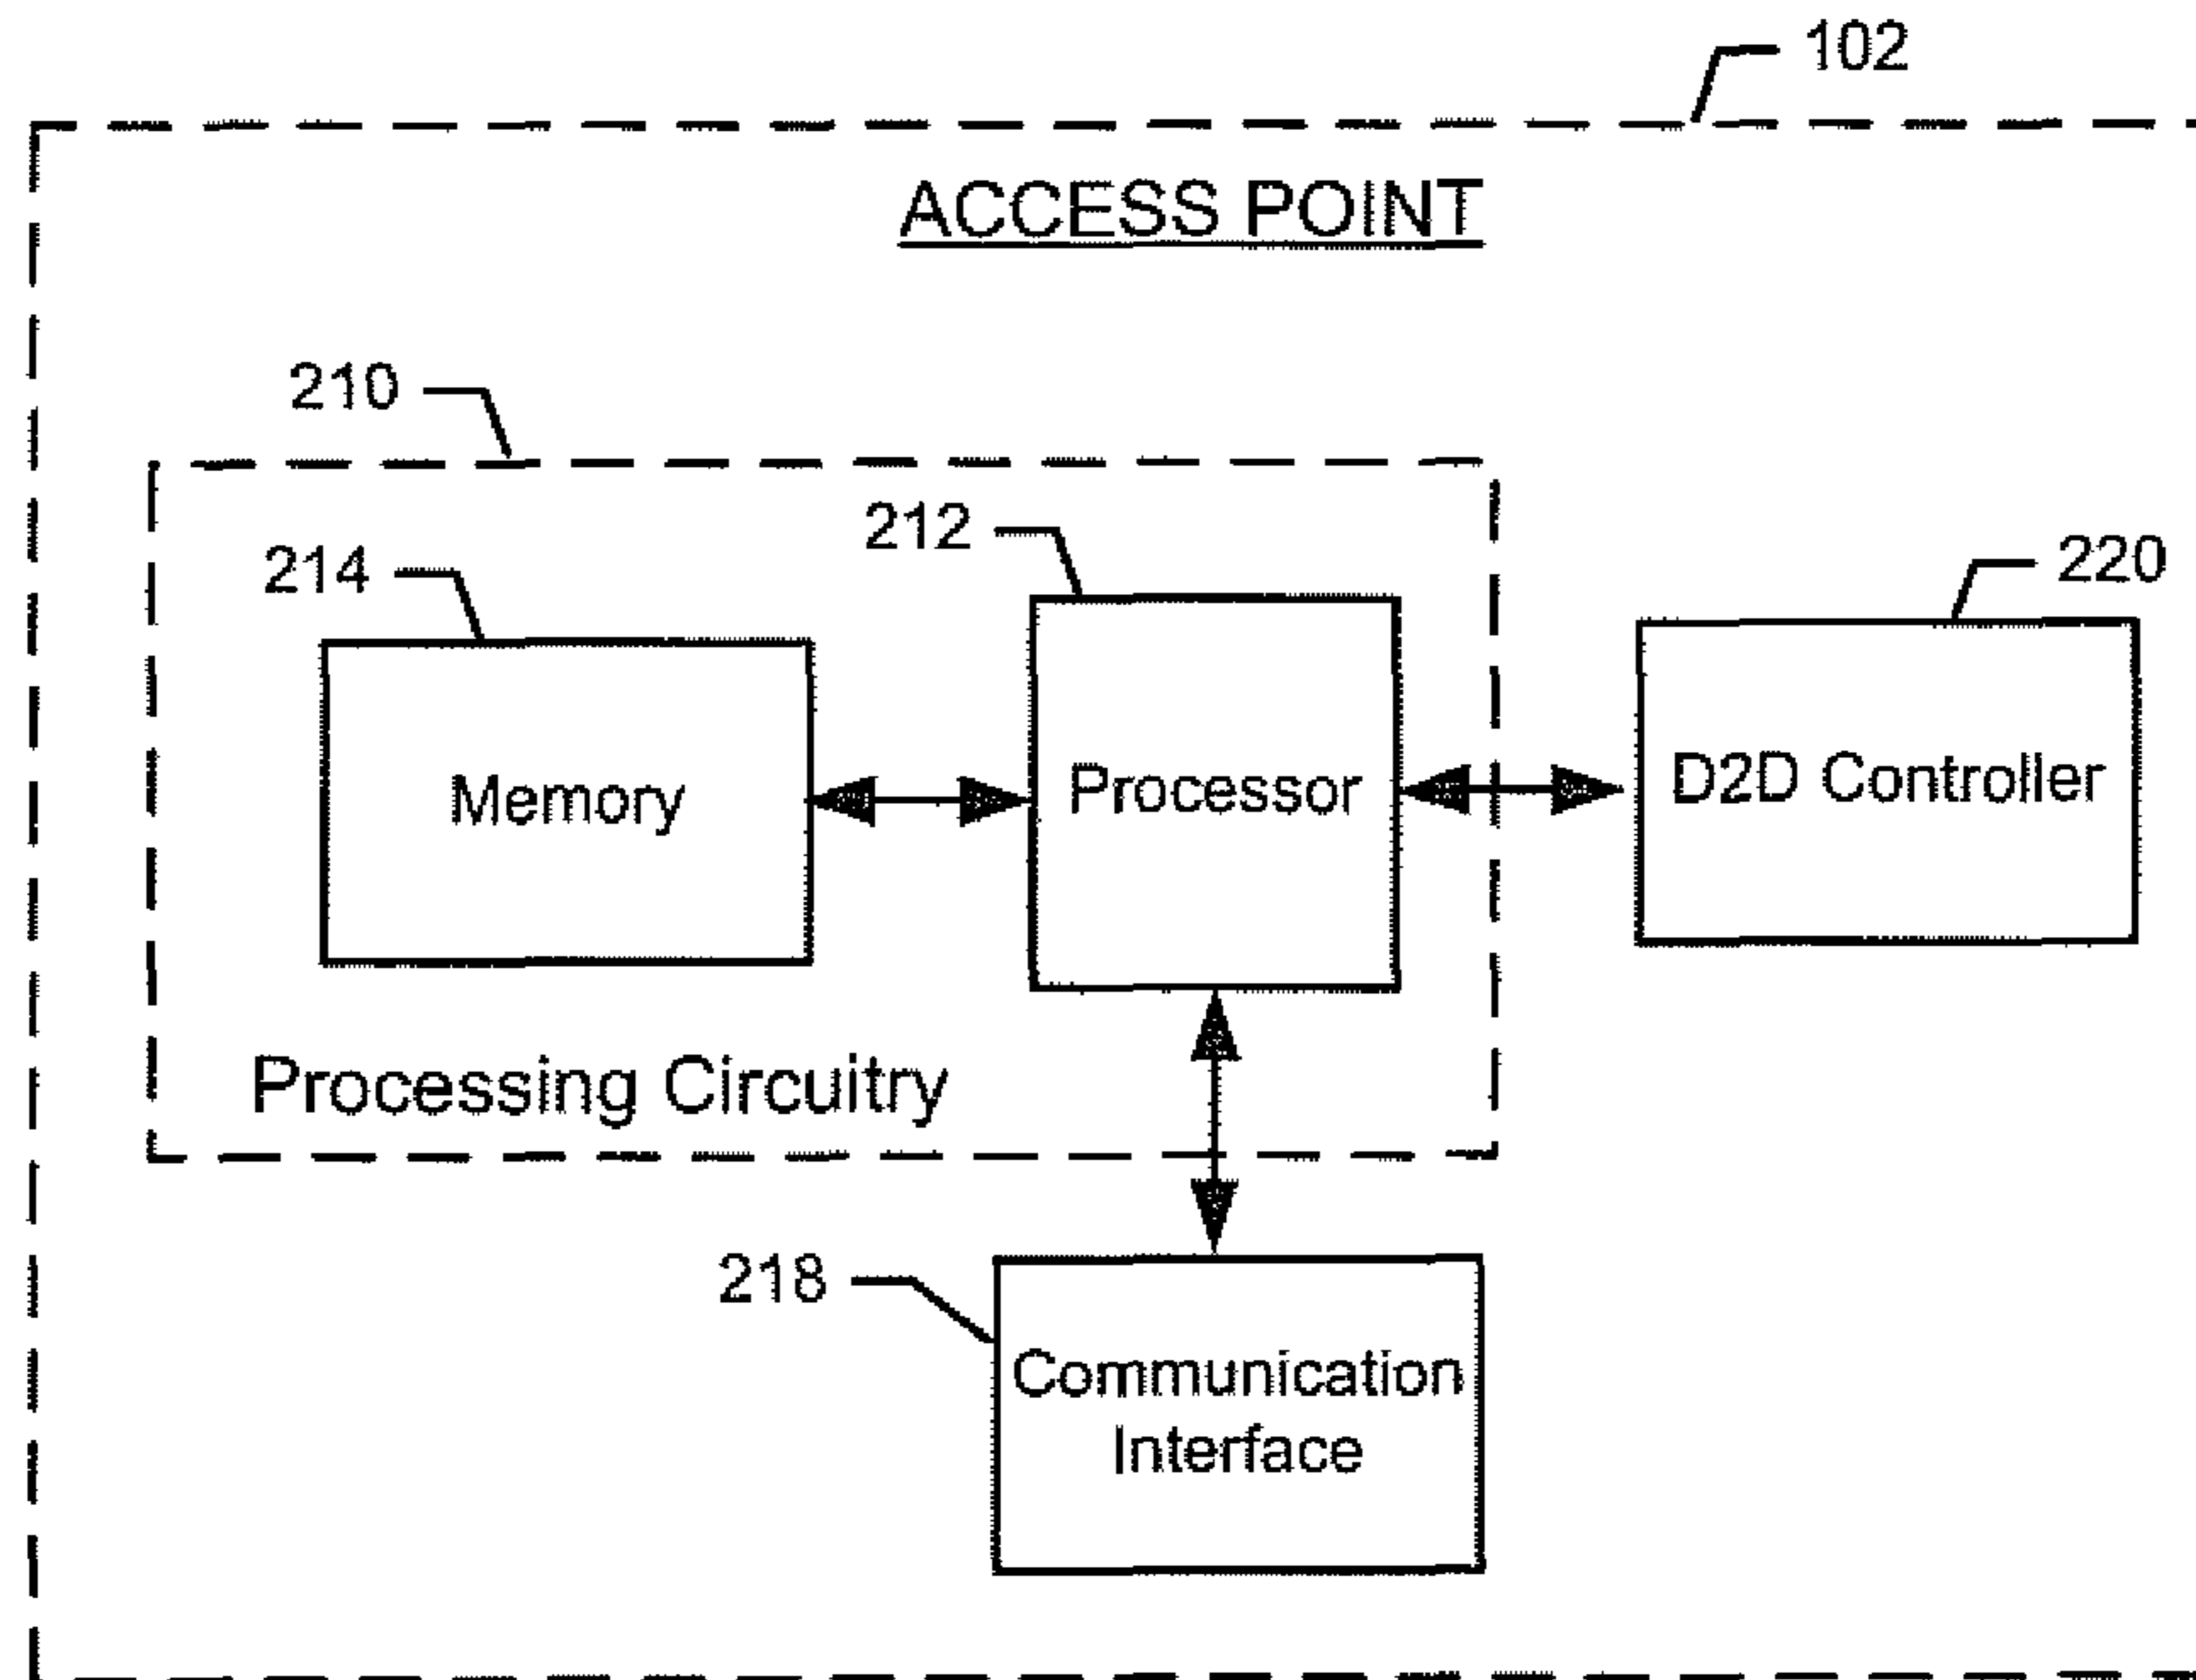 102
ACCESS POINT
210
212
214
220
Memory
Processor
D2D Controller
Processing Circuitry
218
Communication
Interface